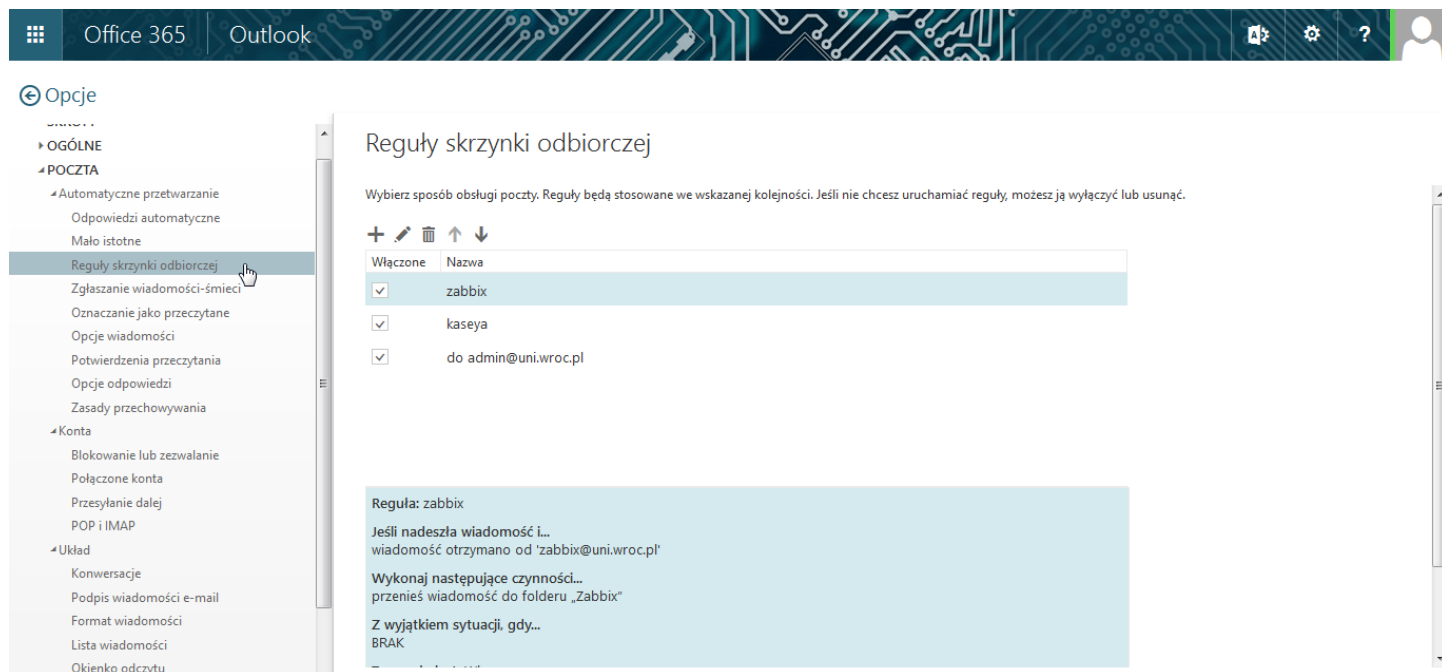 Office 365 Outlook
?
Opcje
OGÓLNE
POCZTA
Automatyczne przetwarzanie
Odpowiedzi automatyczne
Mało istotne
Reguły skrzynki odbiorczej
Zgłaszanie wiadomości-śmieci
Oznaczanie jako przeczytane
Opcje wiadomości
Potwierdzenia przeczytania
Opcje odpowiedzi
Zasady przechowywania
Konta
Blokowanie lub zezwalanie
Połączone konta
Przesyłanie dalej
POP i IMAP
Układ
Konwersacje
Podpis wiadomości e-mail
Format wiadomości
Lista wiadomości
Okienko odczytu
Reguły skrzynki odbiorczej
Wybierz sposób obsługi poczty. Reguły będą stosowane we wskazanej kolejności. Jeśli nie chcesz uruchamiać reguły, możesz ją wyłączyć lub usunąć.
Włączone Nazwa
zabbix
kaseya
do admin@uni.wroc.pl
Reguła: zabbix
Jeśli nadeszła wiadomość i...
wiadomość otrzymano od 'zabbix@uni.wroc.pl'
Wykonaj następujące czynności...
przenieś wiadomość do folderu „Zabbix”
Z wyjątkiem sytuacji, gdy...
BRAK